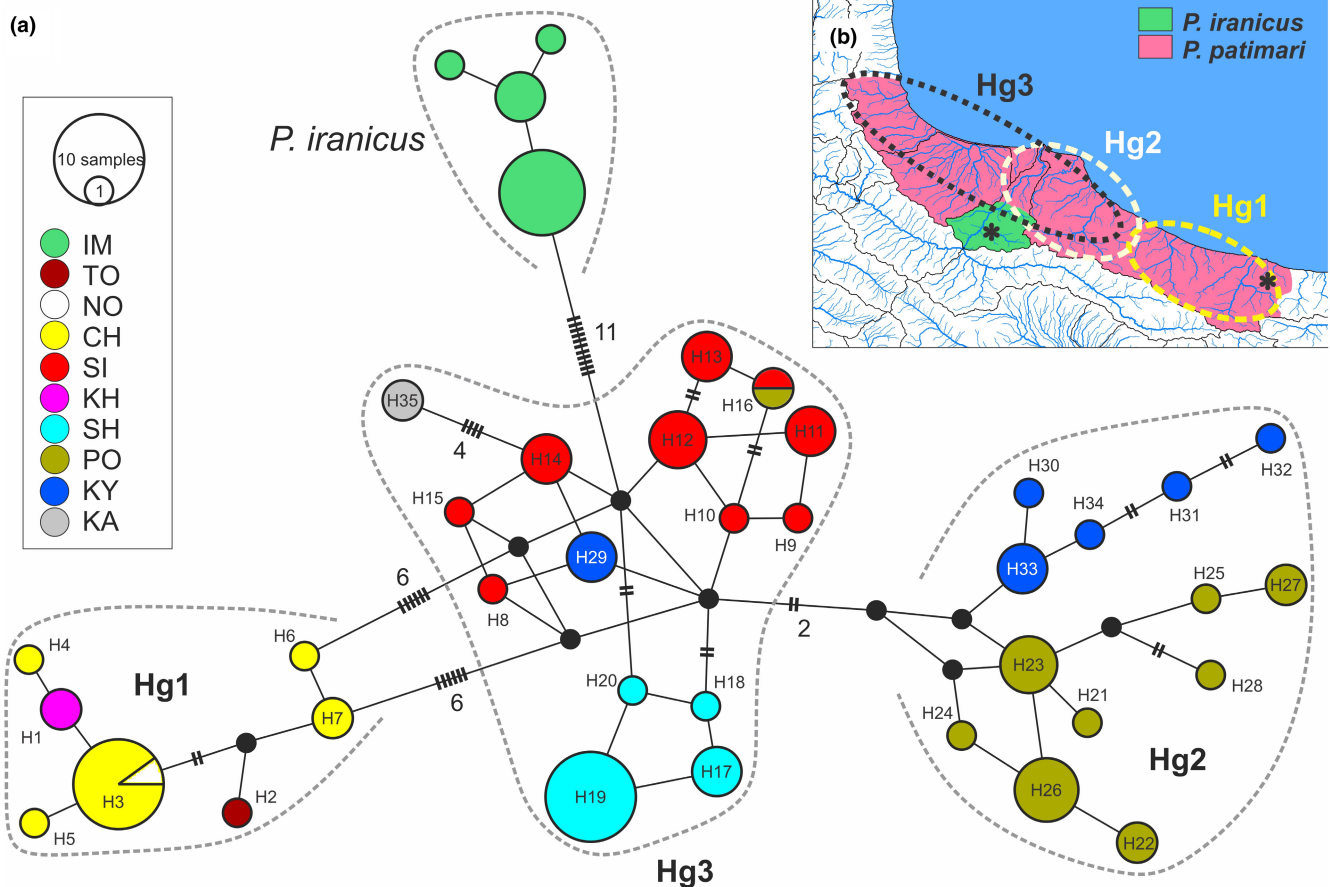 (a)
10 samples
1
IM
TO
NO
CH
SI
KH
SH
PO
KY
KA
P. iranicus
11
(b)
P. iranicus
P. patimari
Hg3
Hg2
Hg1
*
*
H35
4
H14
H15
H29
H8
H13
H16
H12
H11
H10
H9
6
6
H20
H18
H19
H17
Hg3
2
H4
Hg1
H6
H1
H7
H3
H2
H5
H30
H32
H34
H31
H33
H25
H27
H23
H28
H21
H24
Hg2
H26
H22